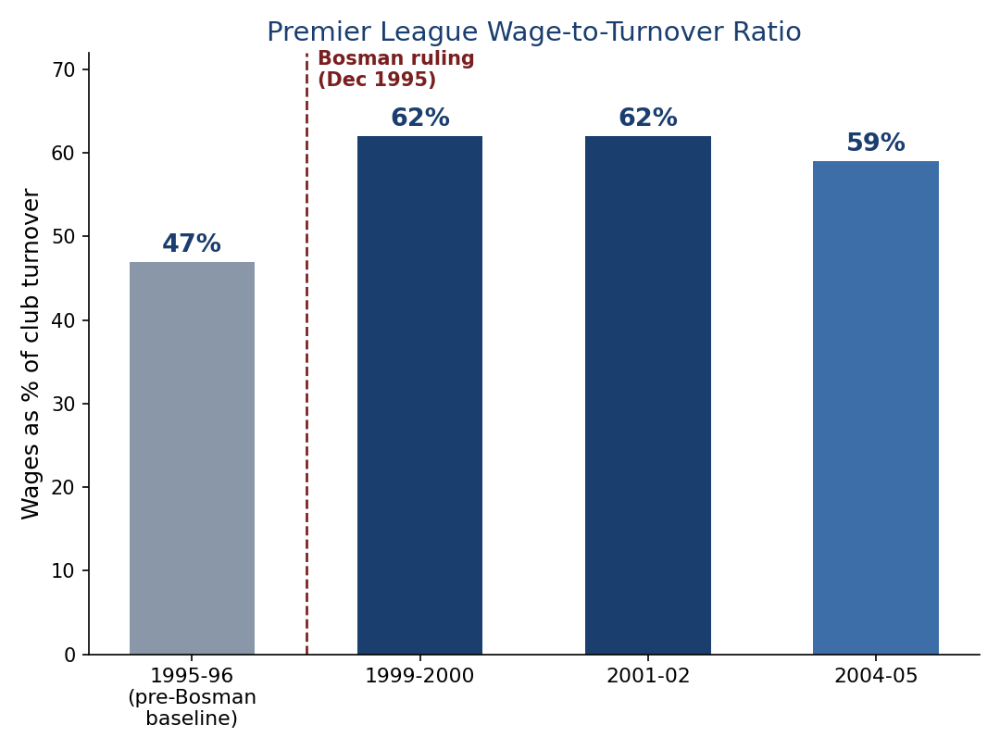 Premier League Wage-to-Turnover Ratio
Bosman ruling
(Dec 1995)
Wages as % of club turnover
70
60
50
40
30
20
10
0
47%
62%
62%
59%
1995-96
(pre-Bosman
baseline)
1999-2000
2001-02
2004-05